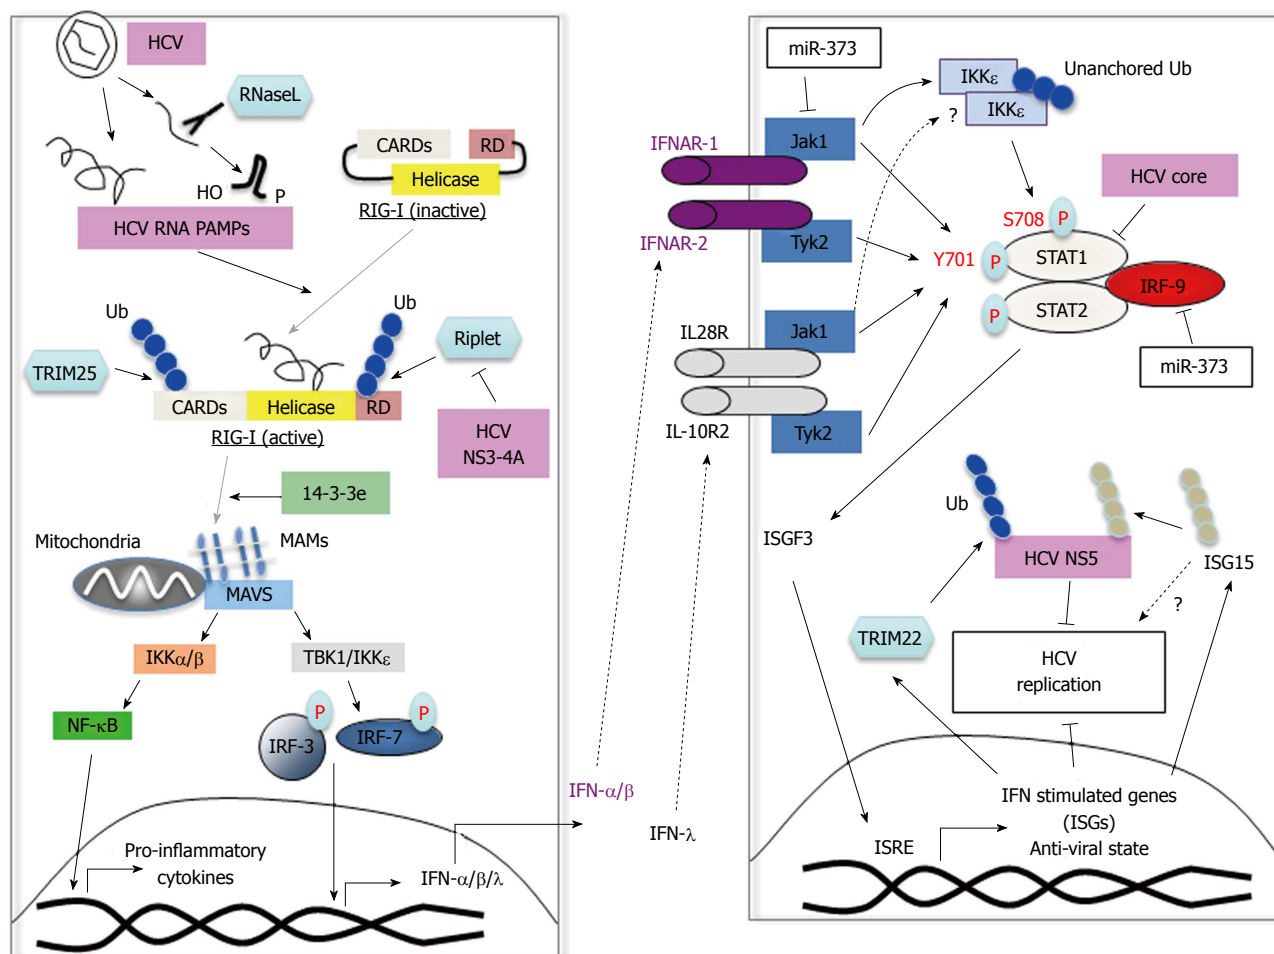 HCV
RNaseL
CARDs
RD
Helicase
RIG-I (inactive)
HO
P
HCV RNA PAMPs
Ub
Ub
TRIM25
Riplet
CARDs
Helicase
RD
RIG-I (active)
HCV
NS3-4A
14-3-3e
Mitochondria
MAMs
MAVS
IKKα/β
TBK1/IKKε
NF-κB
P
P
IRF-3
IRF-7
Pro-inflammatory
cytokines
IFN-α/β/λ
IFN-α/β
IFN-λ
miR-373
IKKε
IKKε
Unanchored Ub
?
IFNAR-1
Jak1
IFNAR-2
Tyk2
HCV core
S708
P
Y701
P
STAT1
IRF-9
P
STAT2
miR-373
IL28R
Jak1
IL-10R2
Tyk2
ISGF3
Ub
HCV NS5
ISG15
?
TRIM22
HCV
replication
IFN stimulated genes
(ISGs)
Anti-viral state
ISRE